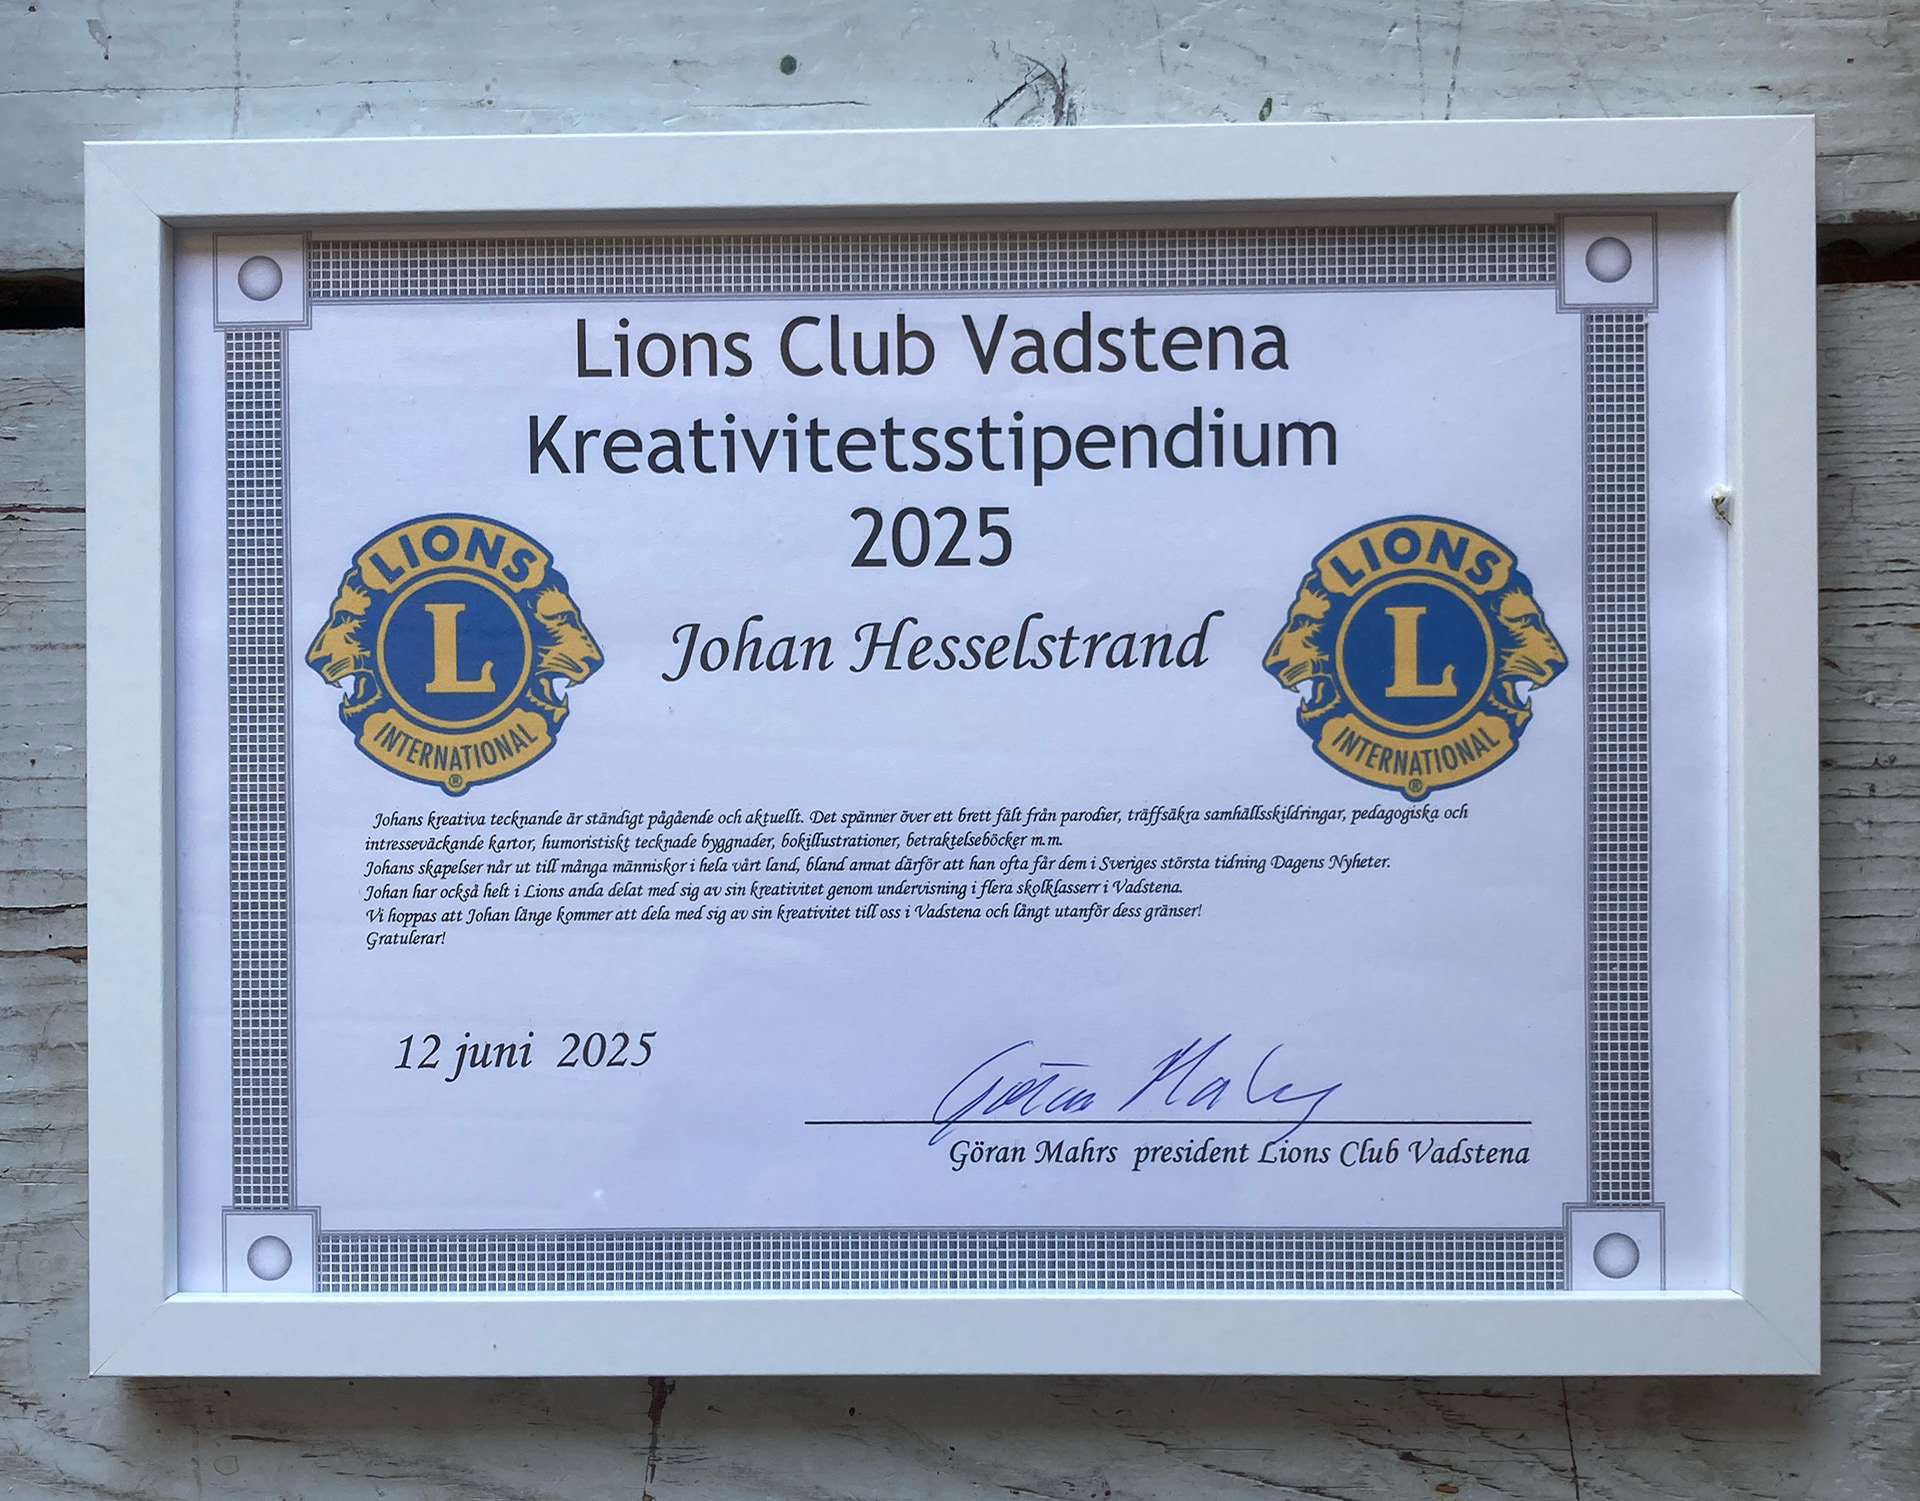 Lions Club Vadstena
Kreativitetsstipendium
2025
LIONS
L
INTERNATIONAL
®
Johan Hesselstrand
LIONS
L
INTERNATIONAL
®
Johans kreativa tecknande är ständigt pågående och aktuellt. Det spänner över ett brett fält från parodier, träffsäkra samhällsskildringar, pedagogiska och
intresseväckande kartor, humoristiskt tecknade byggnader, bokillustrationer, betraktelseböcker m.m.
Johans skapelser når ut till många människor i hela vårt land, bland annat därför att han ofta får dem i Sveriges största tidning Dagens Nyheter.
Johan har också helt i Lions anda delat med sig av sin kreativitet genom undervisning i flera skolklasserr i Vadstena.
Vi hoppas att Johan länge kommer att dela med sig av sin kreativitet till oss i Vadstena och långt utanför dess gränser!
Gratulerar!
12 juni 2025
Göran Mahrs
Göran Mahrs president Lions Club Vadstena